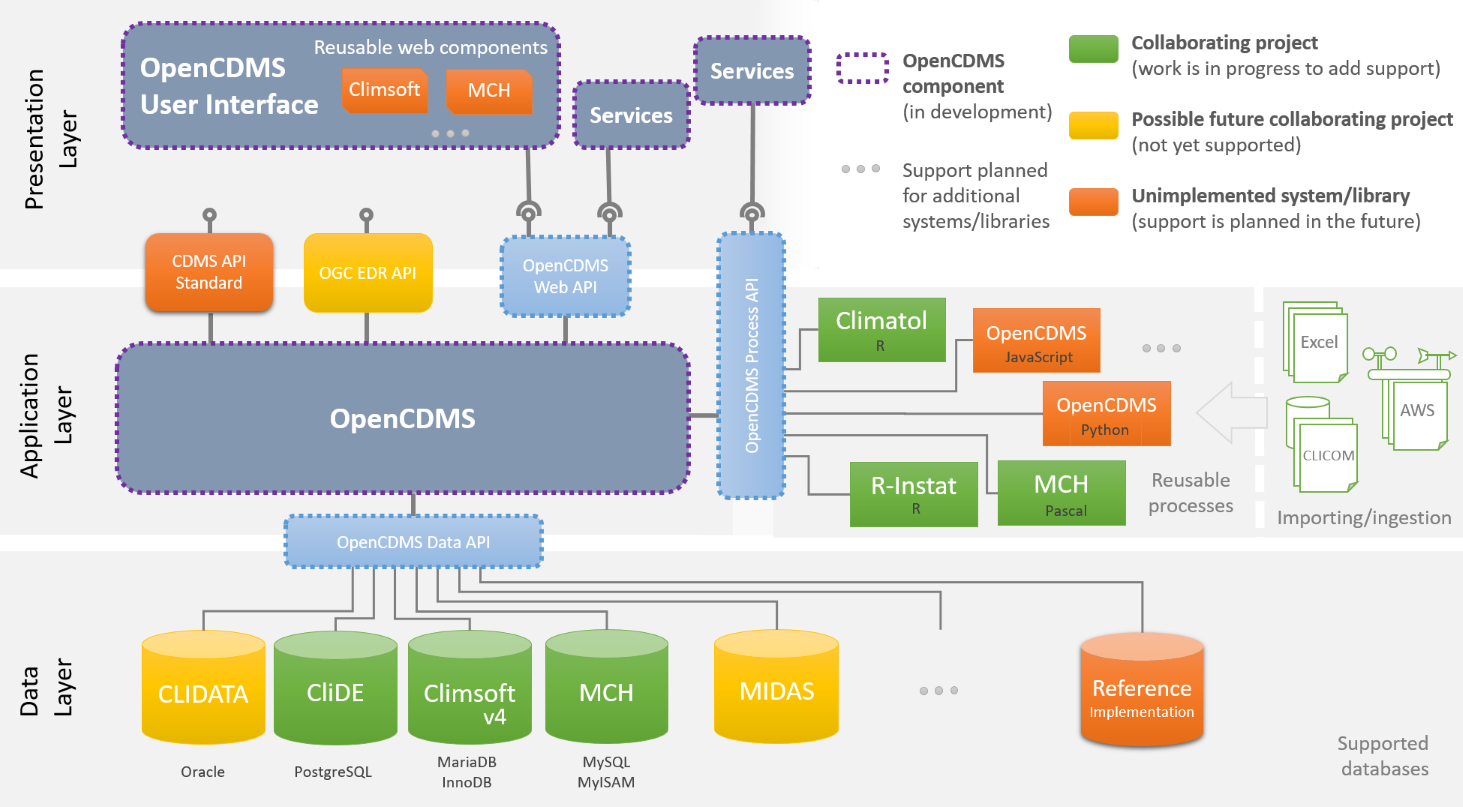 Presentation
Layer
OpenCDMS
User Interface
Reusable web components
Climsoft
MCH
Services
Services
OpenCDMS
component
(in development)
Support planned
for additional
systems/libraries
Collaborating project
(work is in progress to add support)
Possible future collaborating project
(not yet supported)
Unimplemented system/library
(support is planned in the future)
CDMS API
Standard
OGC EDR API
OpenCDMS
Web API
OpenCDMS Process API
Application
Layer
OpenCDMS
Climatol
R
OpenCDMS
JavaScript
OpenCDMS
Python
R-Instat
R
MCH
Pascal
Reusable
processes
Excel
AWS
CLICOM
Importing/ingestion
OpenCDMS Data API
Data
Layer
CLIDATA
Oracle
CliDE
PostgreSQL
Climsoft
v4
MariaDB
InnoDB
MCH
MySQL
MyISAM
MIDAS
Reference
Implementation
Supported
databases